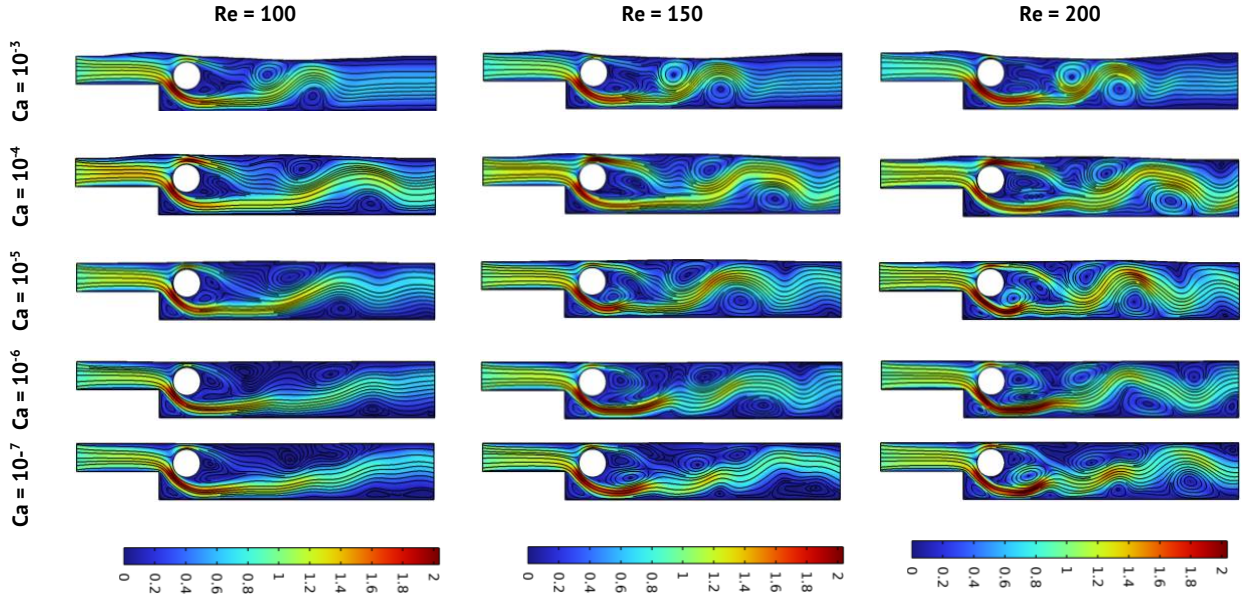 Re = 100 Re = 150 Re = 200
Ca = 10⁻³
Ca = 10⁻⁴
Ca = 10⁻⁵
Ca = 10⁻⁶
Ca = 10⁻⁷
0 0.2 0.4 0.6 0.8 1 1.2 1.4 1.6 1.8 2
0 0.2 0.4 0.6 0.8 1 1.2 1.4 1.6 1.8 2
0 0.2 0.4 0.6 0.8 1 1.2 1.4 1.6 1.8 2